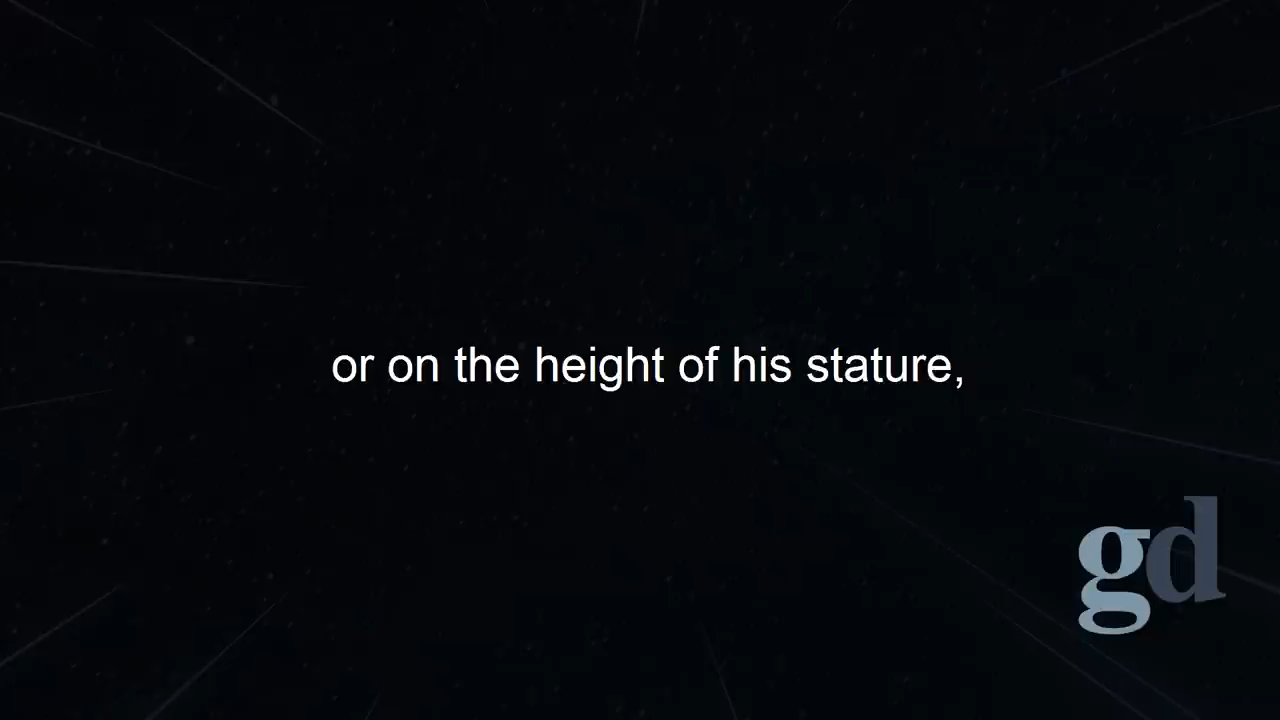 or on the height of his stature,
gd